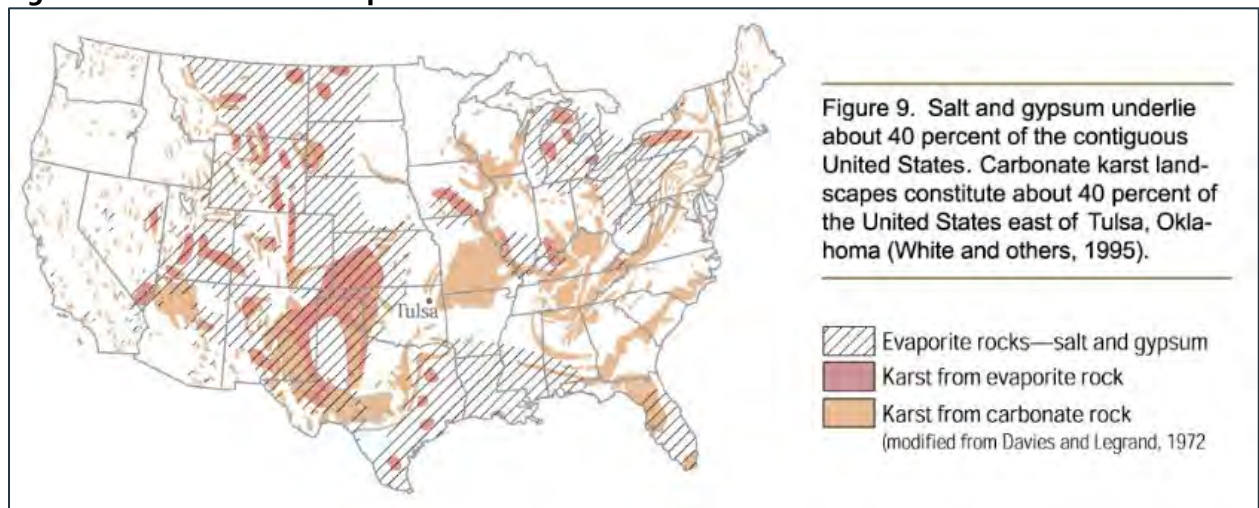 Tulsa
Figure 9. Salt and gypsum underlie
about 40 percent of the contiguous
United States. Carbonate karst land-
scapes constitute about 40 percent of
the United States east of Tulsa, Okla-
homa (White and others, 1995).
Evaporite rocks—salt and gypsum
Karst from evaporite rock
Karst from carbonate rock
(modified from Davies and Legrand, 1972